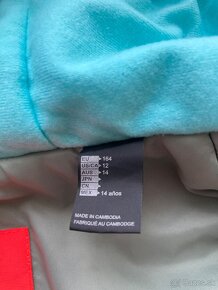 EU 164
US/CA 12
AUS 14
JPN
CN
MEX 14 años
MADE IN CAMBODIA
FABRIQUÉ AU CAMBODGE